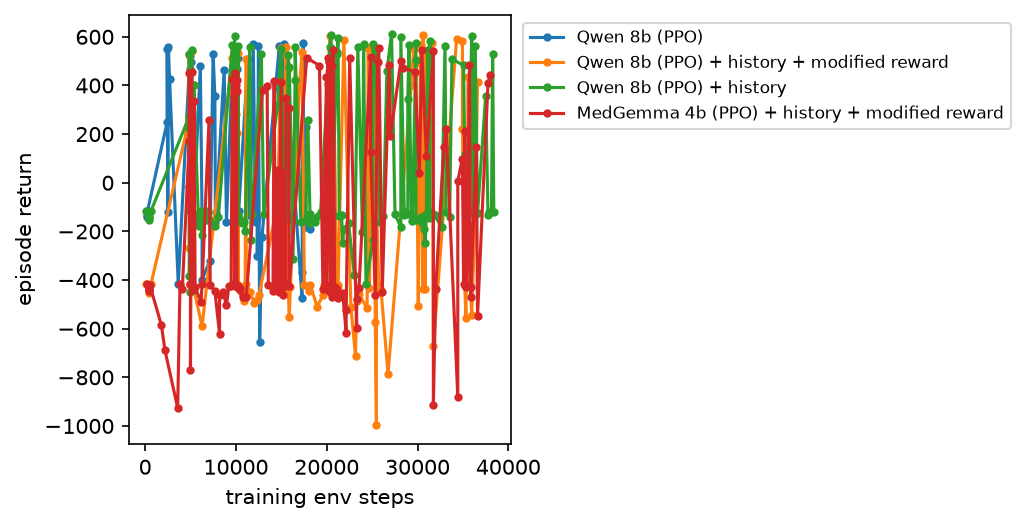 600
400
200
0
−200
−400
−600
−800
−1000
episode return
0 10000 20000 30000 40000
training env steps
Qwen 8b (PPO)
Qwen 8b (PPO) + history + modified reward
Qwen 8b (PPO) + history
MedGemma 4b (PPO) + history + modified reward